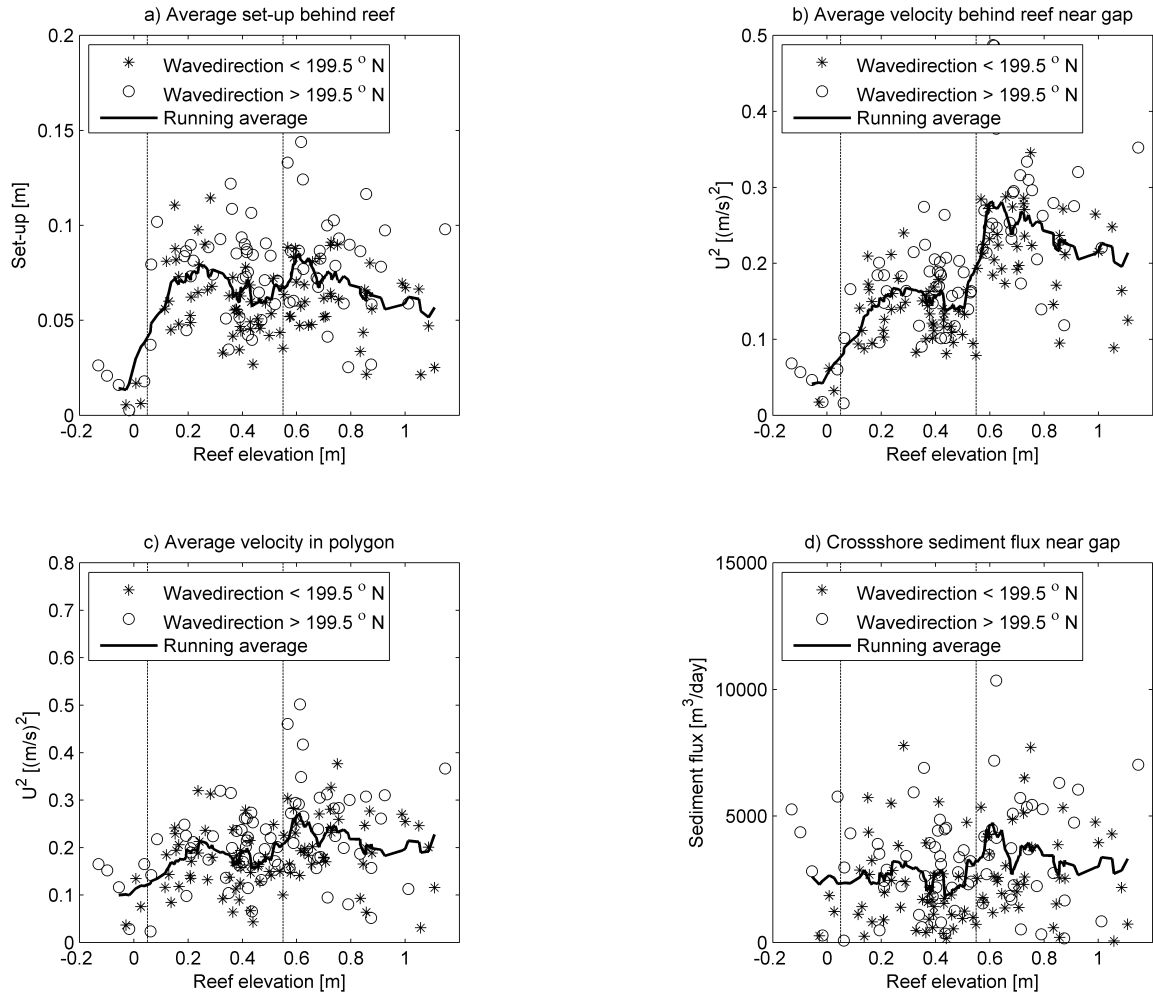 a) Average set-up behind reef
0.2
0.15
0.1
0.05
0
Set-up [m]
Wavedirection < 199.5 ° N
Wavedirection > 199.5 ° N
Running average
-0.2 0 0.2 0.4 0.6 0.8 1
Reef elevation [m]
b) Average velocity behind reef near gap
0.5
0.4
0.3
0.2
0.1
0
U² [(m/s)²]
Wavedirection < 199.5 ° N
Wavedirection > 199.5 ° N
Running average
-0.2 0 0.2 0.4 0.6 0.8 1
Reef elevation [m]
c) Average velocity in polygon
0.8
0.7
0.6
0.5
0.4
0.3
0.2
0.1
0
U² [(m/s)²]
Wavedirection < 199.5 ° N
Wavedirection > 199.5 ° N
Running average
-0.2 0 0.2 0.4 0.6 0.8 1
Reef elevation [m]
d) Crossshore sediment flux near gap
15000
10000
5000
0
Sediment flux [m³/day]
Wavedirection < 199.5 ° N
Wavedirection > 199.5 ° N
Running average
-0.2 0 0.2 0.4 0.6 0.8 1
Reef elevation [m]